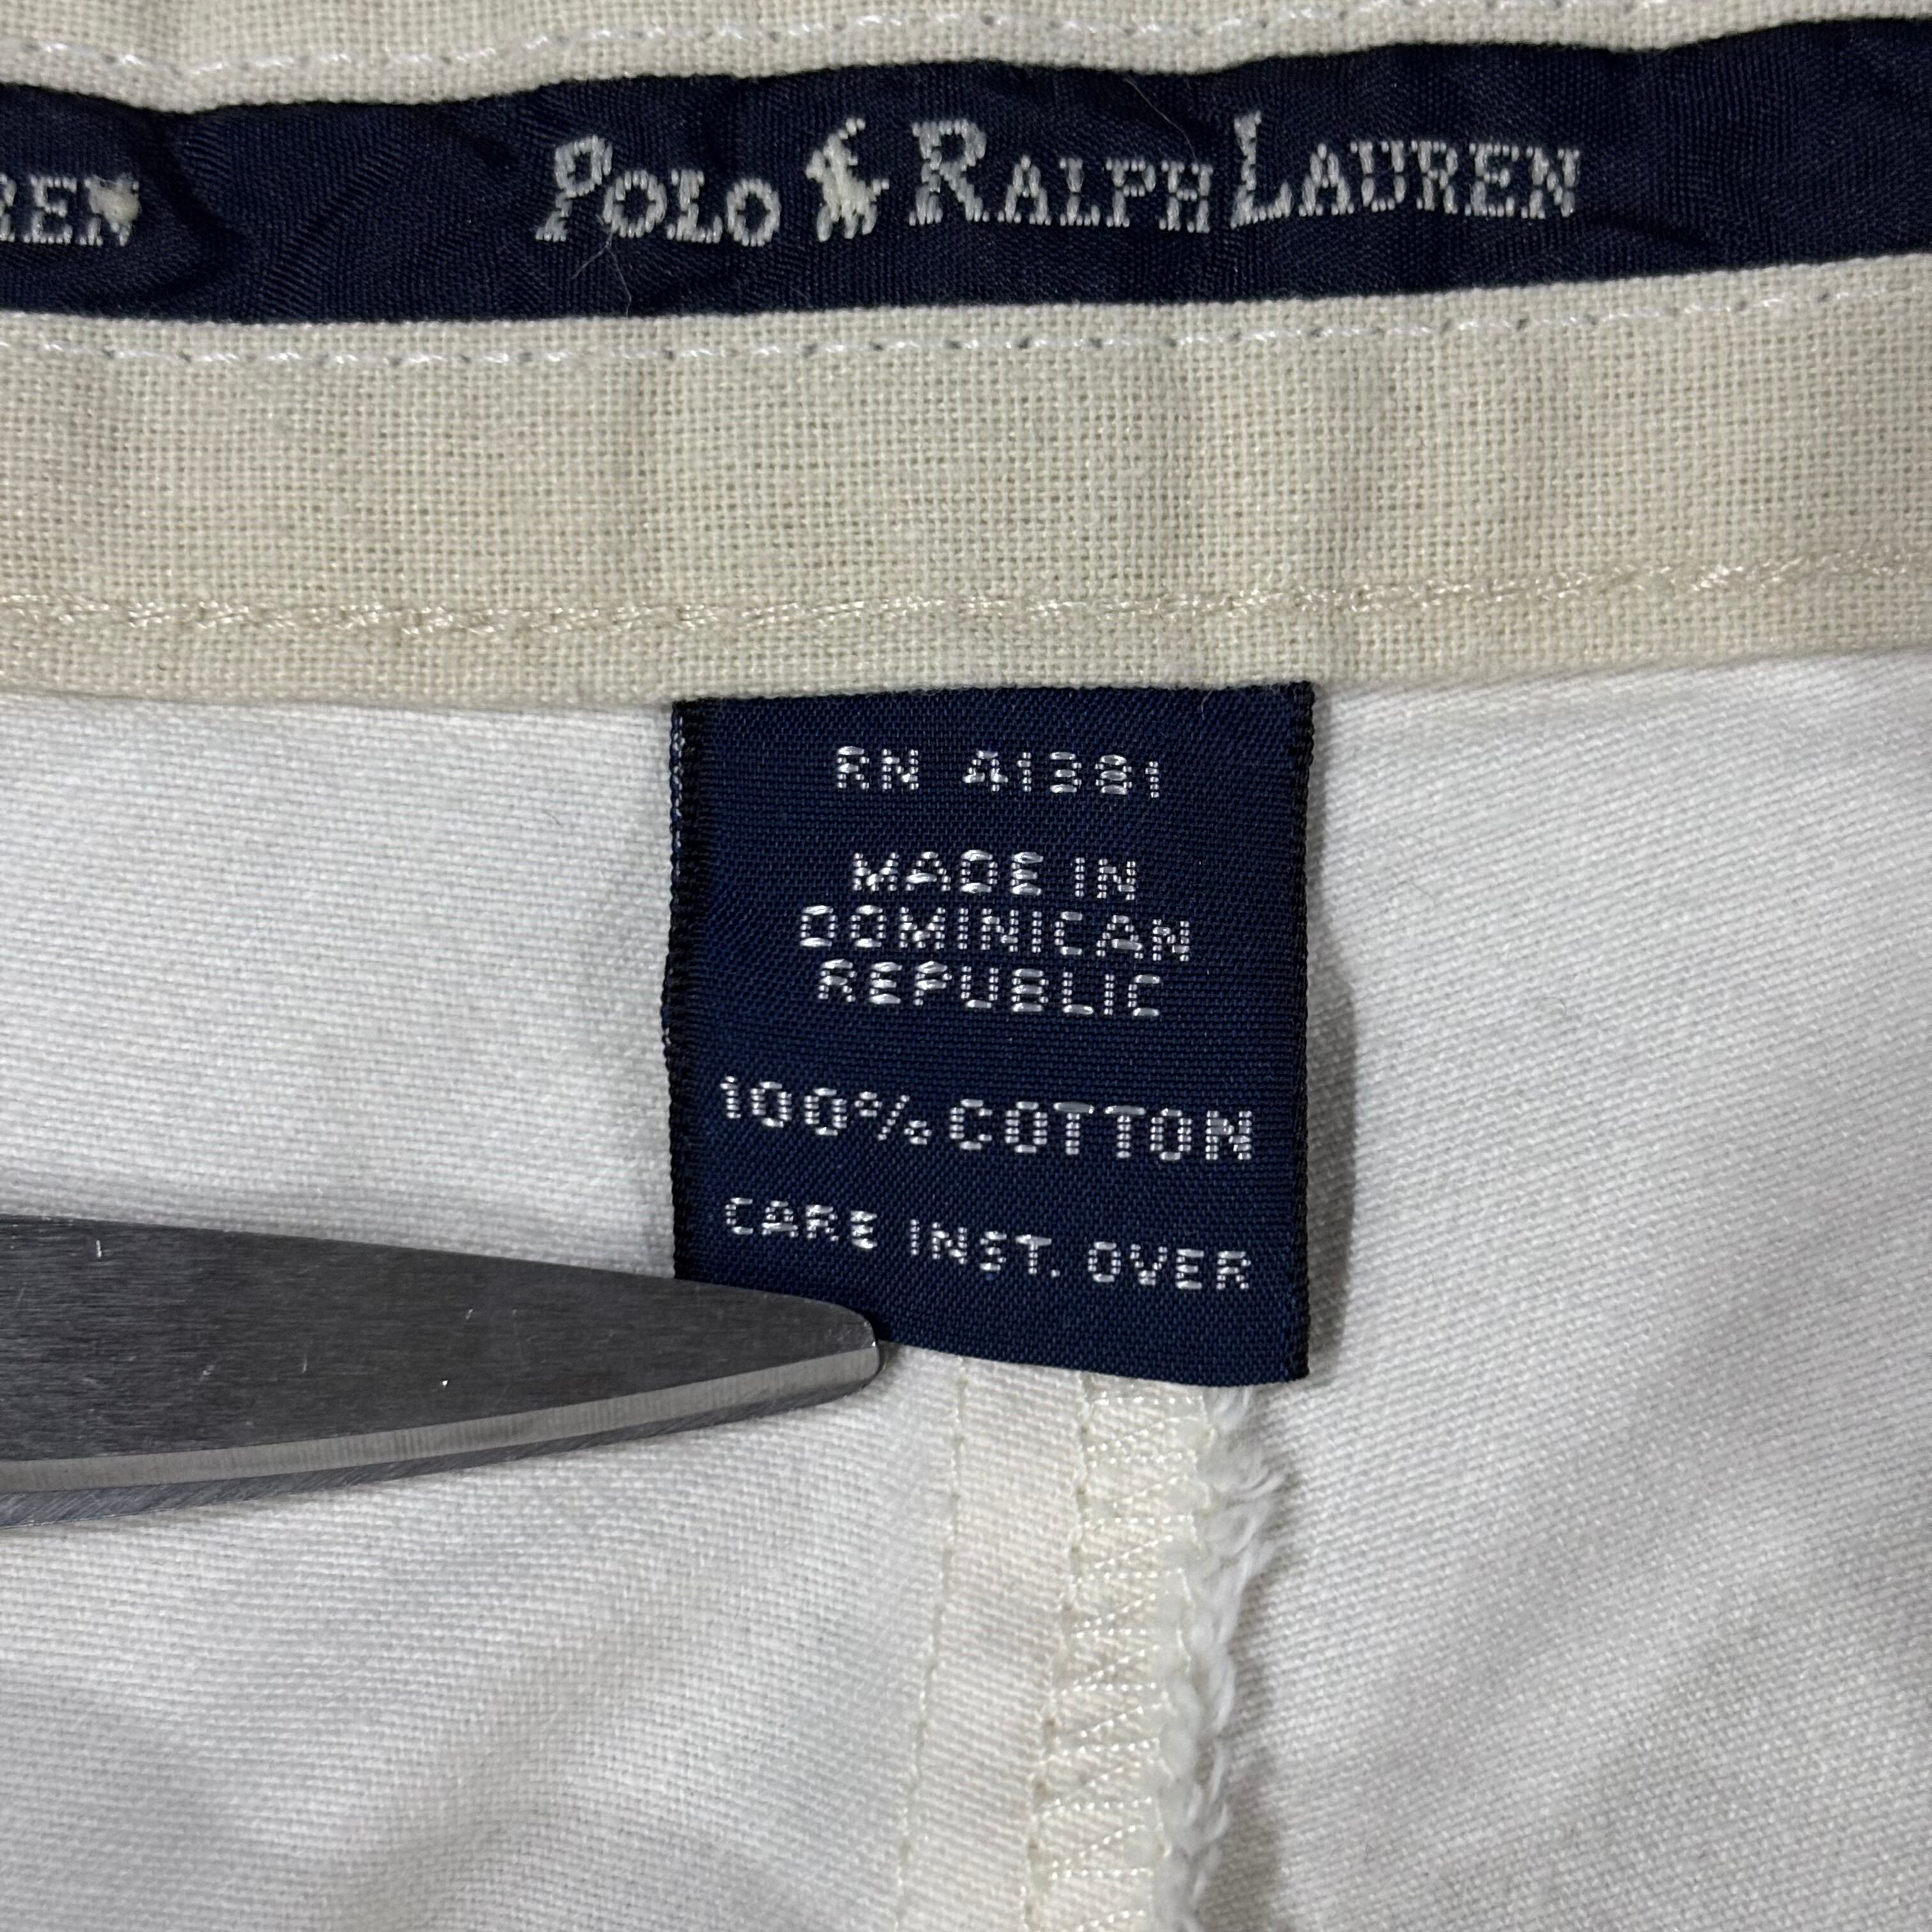 REN POLO RALPH LAUREN
RN 41381
MADE IN
DOMINICAN
REPUBLIC
100% COTTON
CARE INST. OVER